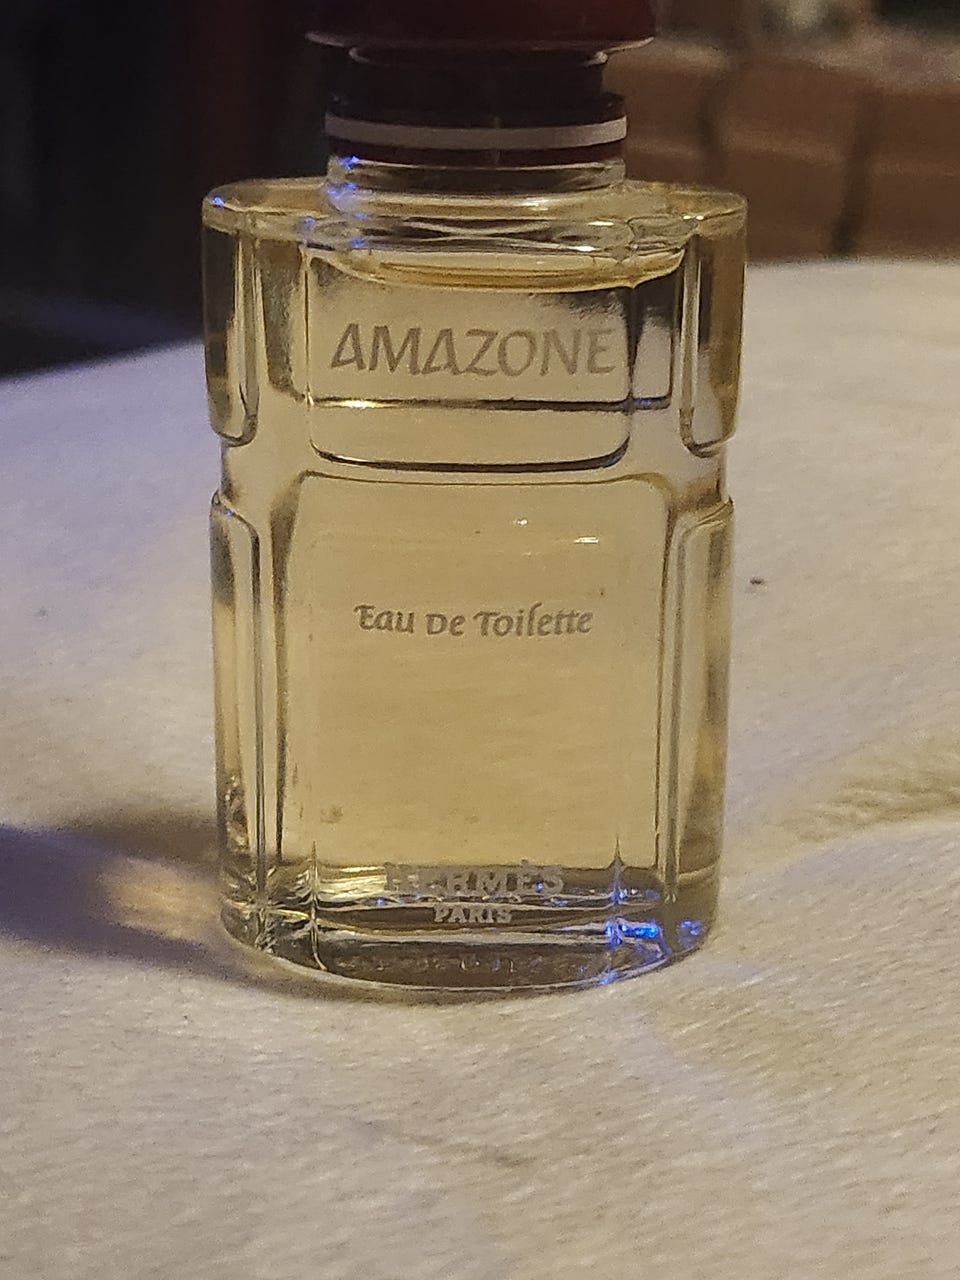 AMAZONE
Eau de Toilette
HERMÈS
PARIS